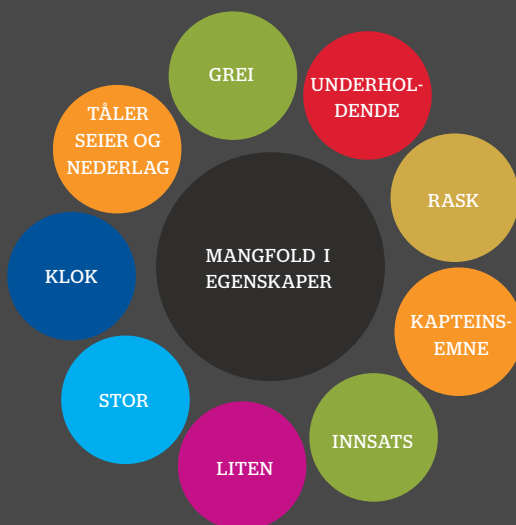 GREI
UNDERHOL-
DENDE
TÅLER
SEIER OG
NEDERLAG
RASK
MANGFOLD I
EGENSKAPER
KLOK
KAPTEINS-
EMNE
STOR
INNSATS
LITEN